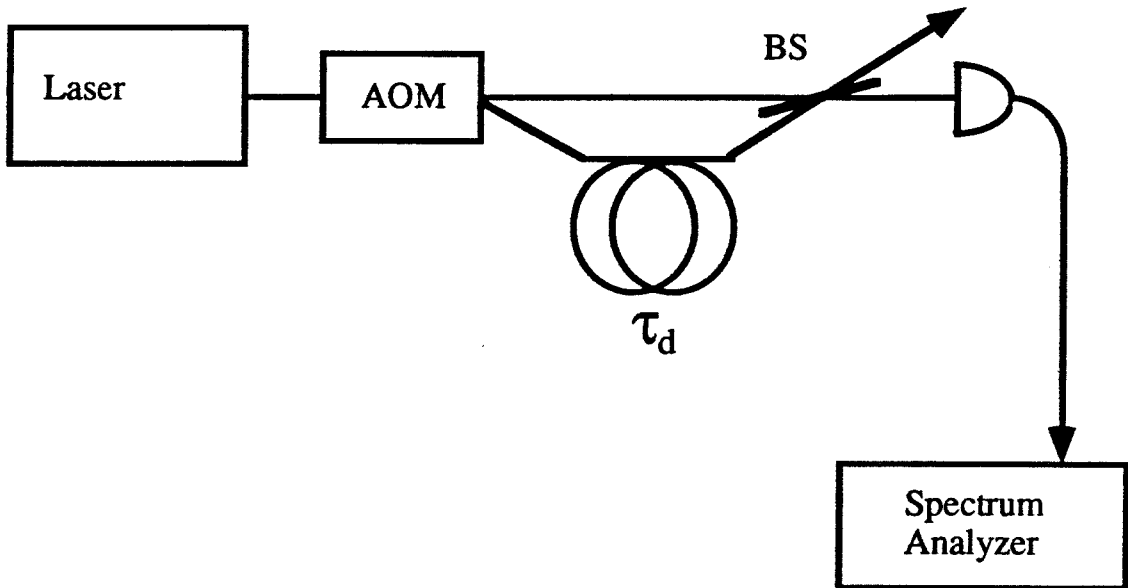 Laser
AOM
BS
τd
Spectrum
Analyzer